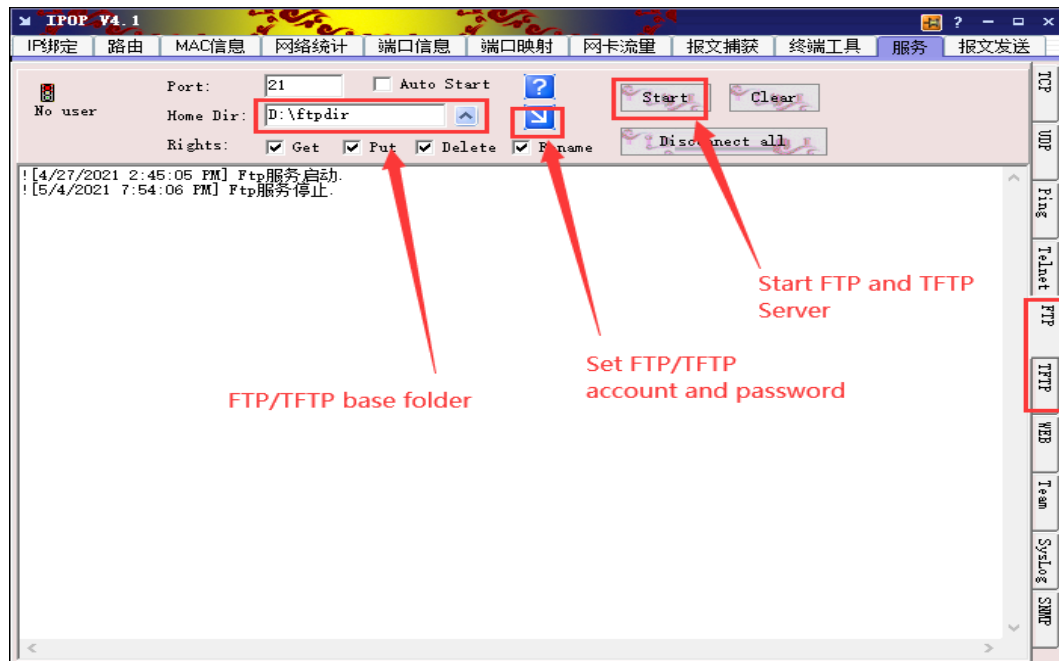 IPOP V4.1
? - □ ×
IP绑定 路由 MAC信息 网络统计 端口信息 端口映射 网卡流量 报文捕获 终端工具 服务 报文发送
Port: 21 Auto Start ? Start Clear
No user
Home Dir: D:\ftpdir
Rights: Get Put Delete Rename Disconnect all
![4/27/2021 2:45:05 PM] Ftp服务启动.
![5/4/2021 7:54:06 PM] Ftp服务停止.
Start FTP and TFTP
Server
Set FTP/TFTP
account and password
FTP/TFTP base folder
TCP
UDP
Ping
Telnet
FTP
TFTP
WEB
Team
SysLog
SNMP